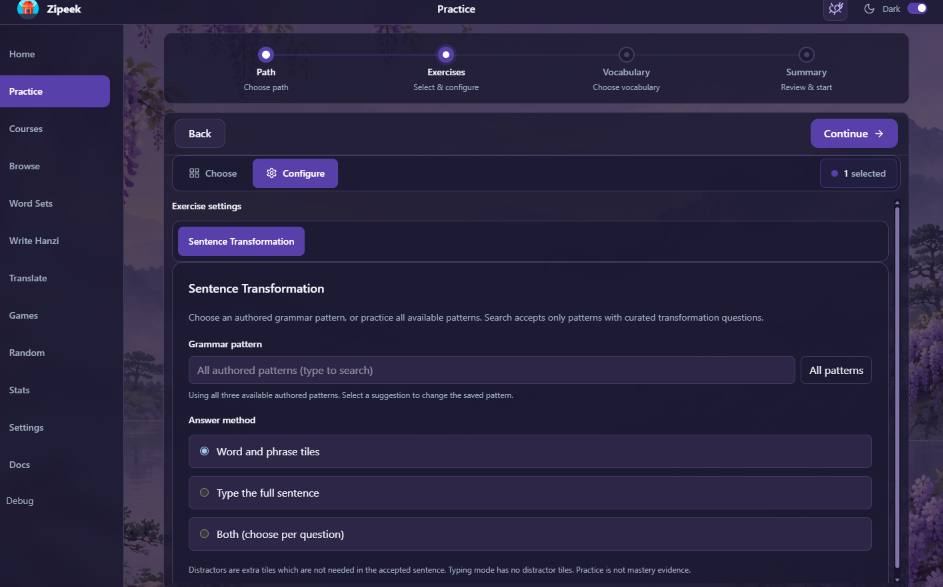 Zipeek
Practice
Dark
Home
Practice
Courses
Browse
Word Sets
Write Hanzi
Translate
Games
Random
Stats
Settings
Docs
Debug
Path
Choose path
Exercises
Select & configure
Vocabulary
Choose vocabulary
Summary
Review & start
Back
Continue →
Choose
Configure
1 selected
Exercise settings
Sentence Transformation
Sentence Transformation
Choose an authored grammar pattern, or practice all available patterns. Search accepts only patterns with curated transformation questions.
Grammar pattern
All authored patterns (type to search)
All patterns
Using all three available authored patterns. Select a suggestion to change the saved pattern.
Answer method
Word and phrase tiles
Type the full sentence
Both (choose per question)
Distractors are extra tiles which are not needed in the accepted sentence. Typing mode has no distractor tiles. Practice is not mastery evidence.